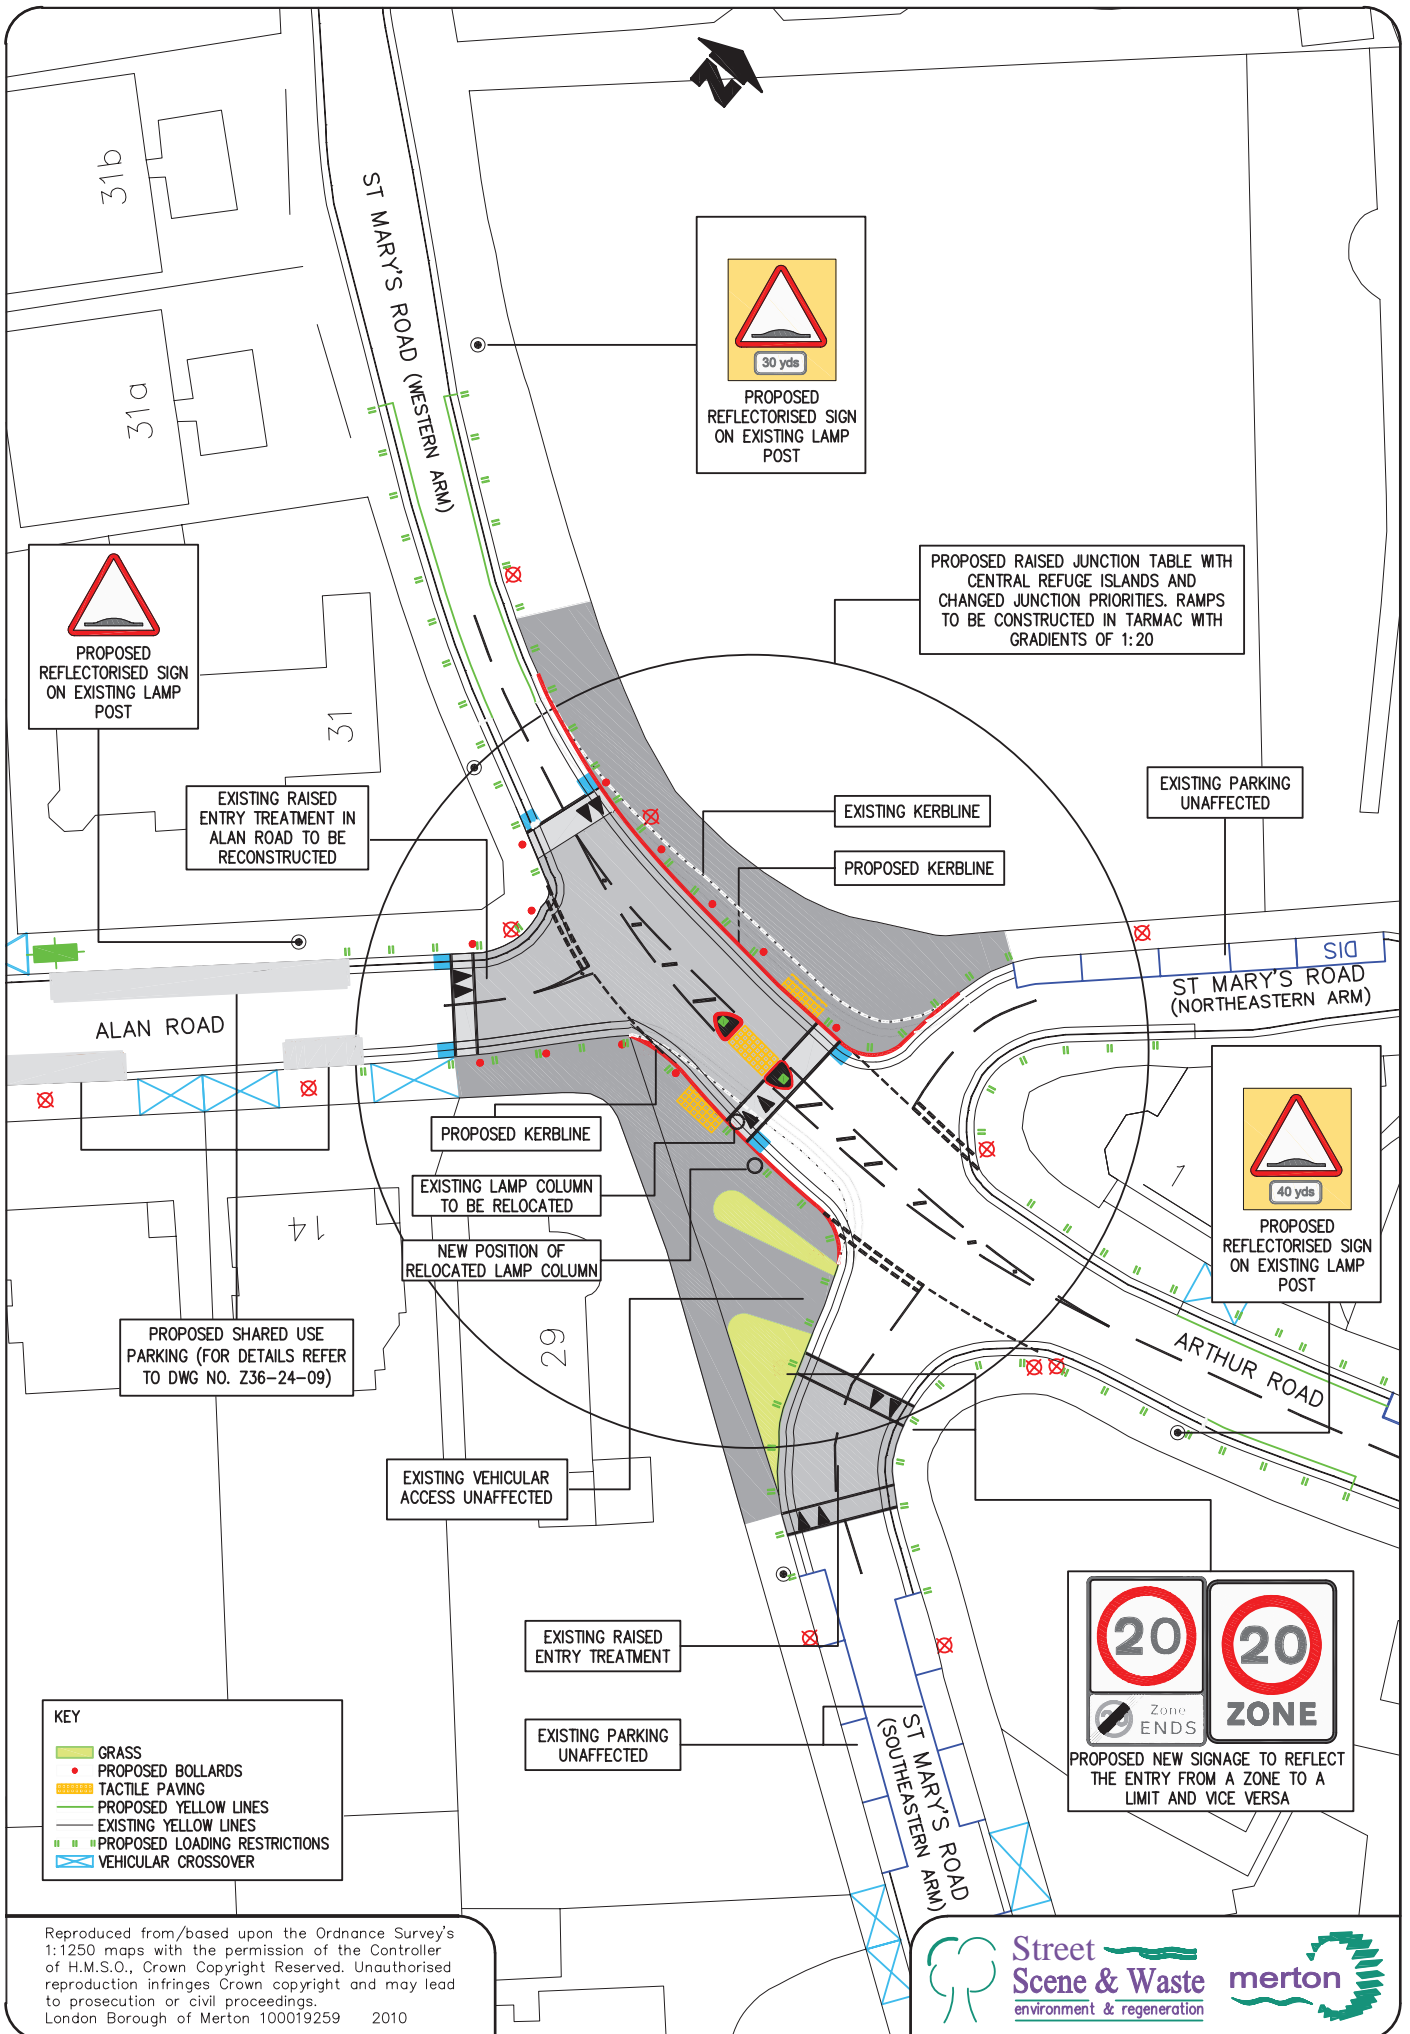 31b
ST MARY'S ROAD (WESTERN ARM)
N
30 yds
PROPOSED
REFLECTORISED SIGN
ON EXISTING LAMP
POST
31a
PROPOSED
REFLECTORISED SIGN
ON EXISTING LAMP
POST
PROPOSED RAISED JUNCTION TABLE WITH
CENTRAL REFUGE ISLANDS AND
CHANGED JUNCTION PRIORITIES. RAMPS
TO BE CONSTRUCTED IN TARMAC WITH
GRADIENTS OF 1:20
31
EXISTING RAISED
ENTRY TREATMENT IN
ALAN ROAD TO BE
RECONSTRUCTED
EXISTING KERBLINE
PROPOSED KERBLINE
EXISTING PARKING
UNAFFECTED
DIS
ST MARY'S ROAD
(NORTHEASTERN ARM)
ALAN ROAD
PROPOSED KERBLINE
EXISTING LAMP COLUMN
TO BE RELOCATED
NEW POSITION OF
RELOCATED LAMP COLUMN
14
1
40 yds
PROPOSED
REFLECTORISED SIGN
ON EXISTING LAMP
POST
PROPOSED SHARED USE
PARKING (FOR DETAILS REFER
TO DWG NO. Z36-24-09)
29
ARTHUR ROAD
EXISTING VEHICULAR
ACCESS UNAFFECTED
EXISTING RAISED
ENTRY TREATMENT
EXISTING PARKING
UNAFFECTED
ST MARY'S ROAD
(SOUTHEASTERN ARM)
20
20
Zone
ENDS
20
ZONE
PROPOSED NEW SIGNAGE TO REFLECT
THE ENTRY FROM A ZONE TO A
LIMIT AND VICE VERSA
KEY
GRASS
PROPOSED BOLLARDS
TACTILE PAVING
PROPOSED YELLOW LINES
EXISTING YELLOW LINES
PROPOSED LOADING RESTRICTIONS
VEHICULAR CROSSOVER
Reproduced from/based upon the Ordnance Survey's
1:1250 maps with the permission of the Controller
of H.M.S.O., Crown Copyright Reserved. Unauthorised
reproduction infringes Crown copyright and may lead
to prosecution or civil proceedings.
London Borough of Merton 100019259 2010
Street
Scene & Waste
environment & regeneration
merton